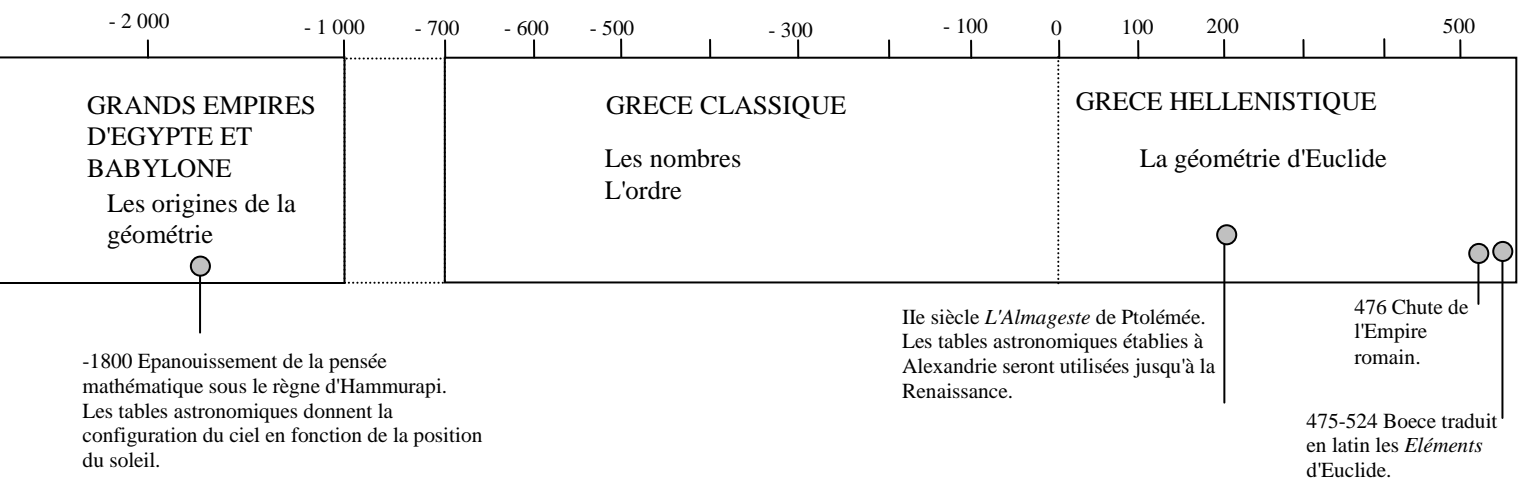 - 2 000 - 1 000 - 700 - 600 - 500 - 300 - 100 0 100 200 500
GRANDS EMPIRES
D'EGYPTE ET
BABYLONE
Les origines de la
géométrie
GRECE CLASSIQUE
Les nombres
L'ordre
GRECE HELLENISTIQUE
La géométrie d'Euclide
-1800 Epanouissement de la pensée
mathématique sous le règne d'Hammurapi.
Les tables astronomiques donnent la
configuration du ciel en fonction de la position
du soleil.
IIe siècle L'Almageste de Ptolémée.
Les tables astronomiques établies à
Alexandrie seront utilisées jusqu'à la
Renaissance.
476 Chute de
l'Empire
romain.
475-524 Boece traduit
en latin les Eléments
d'Euclide.